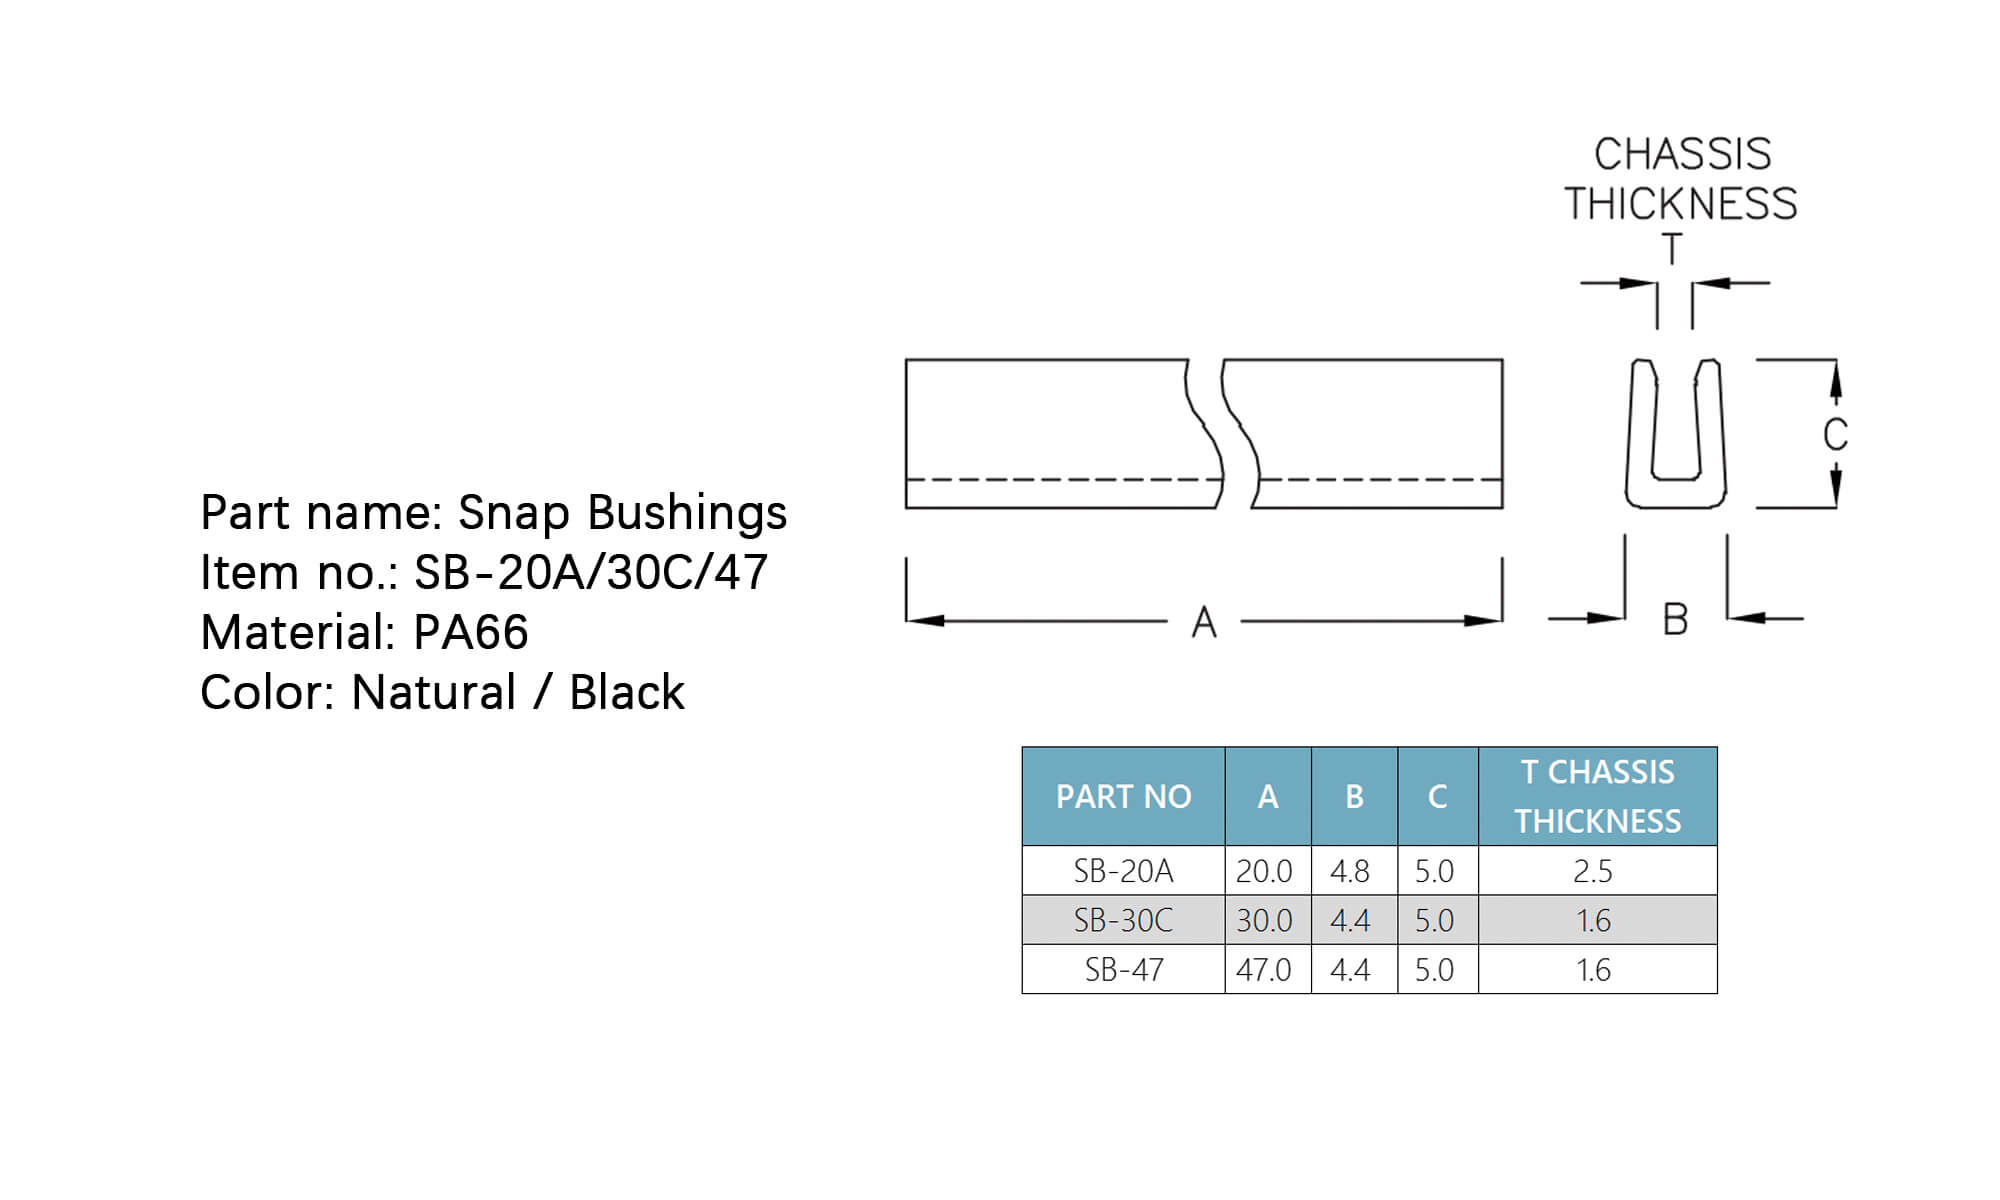 Part name: Snap Bushings
Item no.: SB-20A/30C/47
Material: PA66
Color: Natural / Black
CHASSIS
THICKNESS
T
C
A
B
PART NO A B C T CHASSIS THICKNESS
SB-20A 20.0 4.8 5.0 2.5
SB-30C 30.0 4.4 5.0 1.6
SB-47 47.0 4.4 5.0 1.6